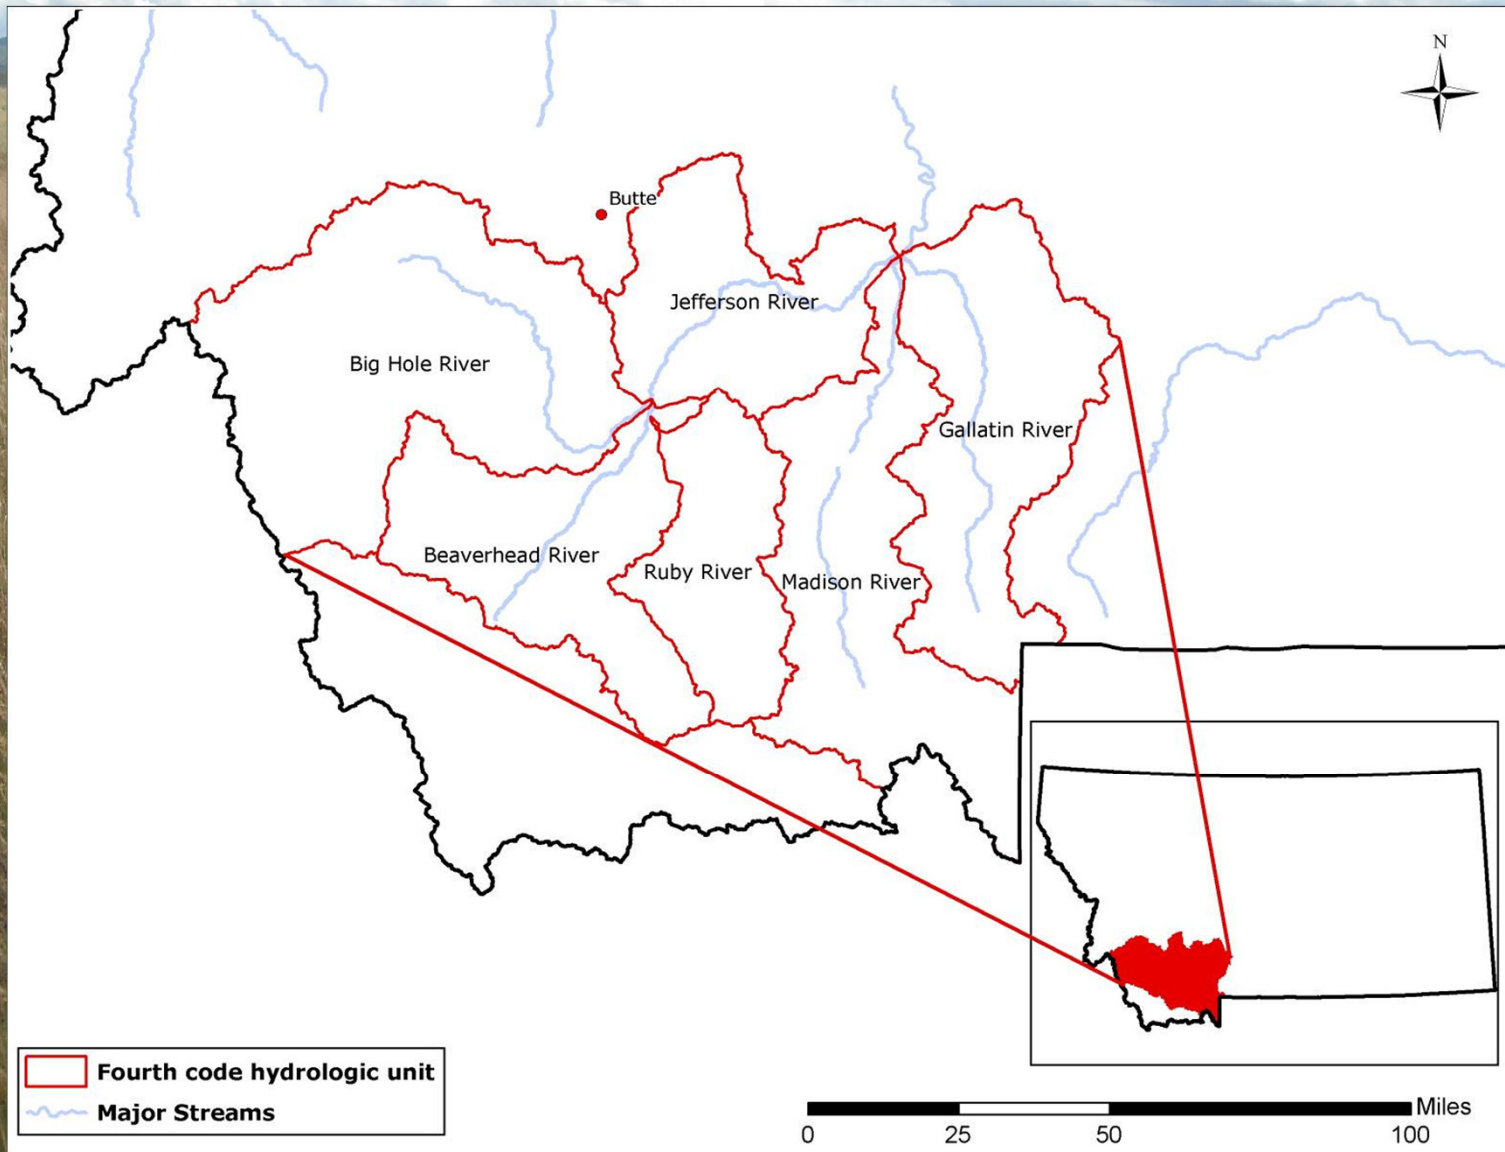 N
Butte
Jefferson River
Big Hole River
Gallatin River
Beaverhead River
Ruby River
Madison River
Fourth code hydrologic unit
Major Streams
Miles
0 25 50 100